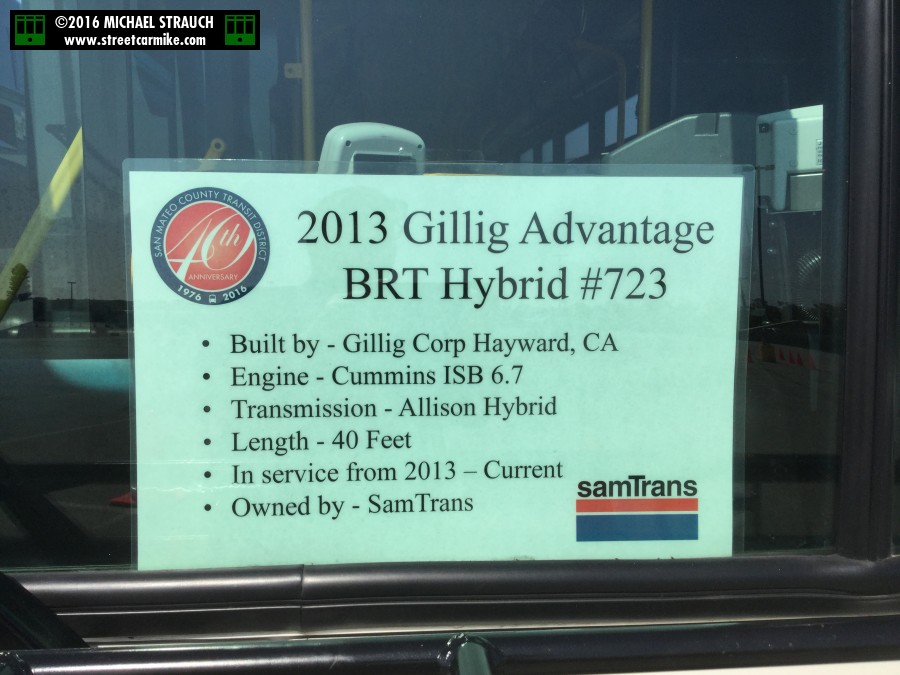 ©2016 MICHAEL STRAUCH
www.streetcarmike.com
SAN MATEO COUNTY TRANSIT DISTRICT
40th
ANNIVERSARY
1976 2016
2013 Gillig Advantage
BRT Hybrid #723
• Built by - Gillig Corp Hayward, CA
• Engine - Cummins ISB 6.7
• Transmission - Allison Hybrid
• Length - 40 Feet
• In service from 2013 – Current
• Owned by - SamTrans
samTrans